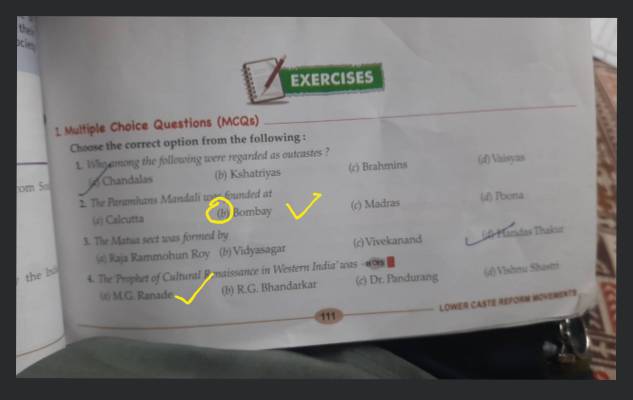 their
ociety
EXERCISES
I. Multiple Choice Questions (MCQs)
Choose the correct option from the following :
1. Who among the following were regarded as outcastes ?
(a) Chandalas (b) Kshatriyas (c) Brahmins (d) Vaisyas
2. The Paramhans Mandali was founded at
(a) Calcutta (b) Bombay (c) Madras (d) Poona
3. The Matua sect was formed by
(a) Raja Rammohun Roy (b) Vidyasagar (c) Vivekanand (d) Haridas Thakur
4. The 'Prophet of Cultural Renaissance in Western India' was
(a) M.G. Ranade (b) R.G. Bhandarkar (c) Dr. Pandurang (d) Vishnu Shastri
111
LOWER CASTE REFORM MOVEMENTS